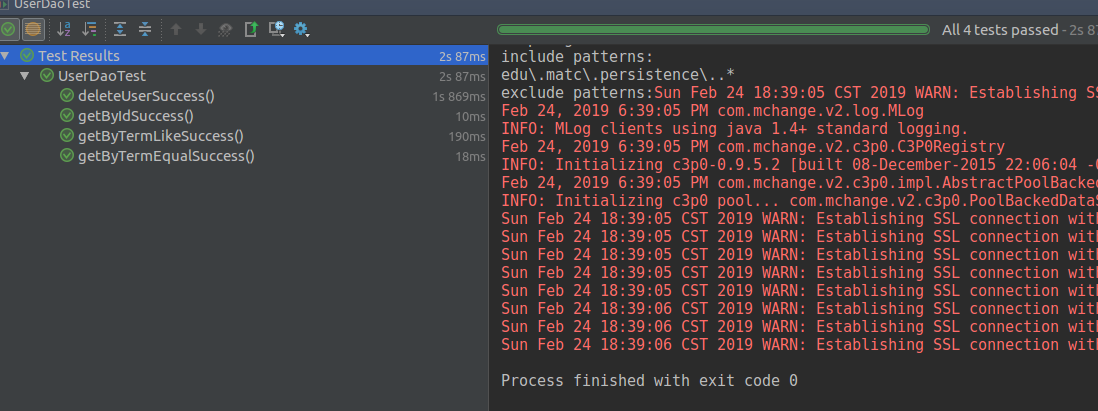 UserDaoTest
All 4 tests passed - 2s 87
Test Results 2s 87ms
UserDaoTest 2s 87ms
deleteUserSuccess() 1s 869ms
getByIdSuccess() 10ms
getByTermLikeSuccess() 190ms
getByTermEqualSuccess() 18ms
include patterns:
edu\.matc\.persistence\..*
exclude patterns:Sun Feb 24 18:39:05 CST 2019 WARN: Establishing SS
Feb 24, 2019 6:39:05 PM com.mchange.v2.log.MLog
INFO: MLog clients using java 1.4+ standard logging.
Feb 24, 2019 6:39:05 PM com.mchange.v2.c3p0.C3P0Registry
INFO: Initializing c3p0-0.9.5.2 [built 08-December-2015 22:06:04 -
Feb 24, 2019 6:39:05 PM com.mchange.v2.c3p0.impl.AbstractPoolBacked
INFO: Initializing c3p0 pool... com.mchange.v2.c3p0.PoolBackedData
Sun Feb 24 18:39:05 CST 2019 WARN: Establishing SSL connection wit
Sun Feb 24 18:39:05 CST 2019 WARN: Establishing SSL connection wit
Sun Feb 24 18:39:05 CST 2019 WARN: Establishing SSL connection wit
Sun Feb 24 18:39:05 CST 2019 WARN: Establishing SSL connection wit
Sun Feb 24 18:39:05 CST 2019 WARN: Establishing SSL connection wit
Sun Feb 24 18:39:06 CST 2019 WARN: Establishing SSL connection wit
Sun Feb 24 18:39:06 CST 2019 WARN: Establishing SSL connection wit
Sun Feb 24 18:39:06 CST 2019 WARN: Establishing SSL connection wit
Process finished with exit code 0